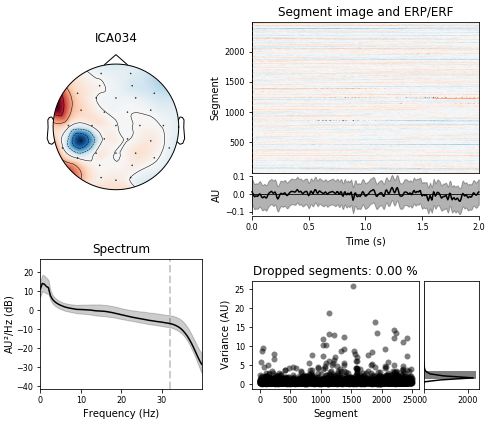 ICA034
Segment image and ERP/ERF
Segment
2000
1500
1000
500
AU
0.1
0.0
−0.1
0.0 0.5 1.0 1.5 2.0
Time (s)
Spectrum
AU²/Hz (dB)
20
10
0
−10
−20
−30
−40
0 10 20 30
Frequency (Hz)
Dropped segments: 0.00 %
Variance (AU)
25
20
15
10
5
0
0 500 1000 1500 2000 2500
Segment
0 2000